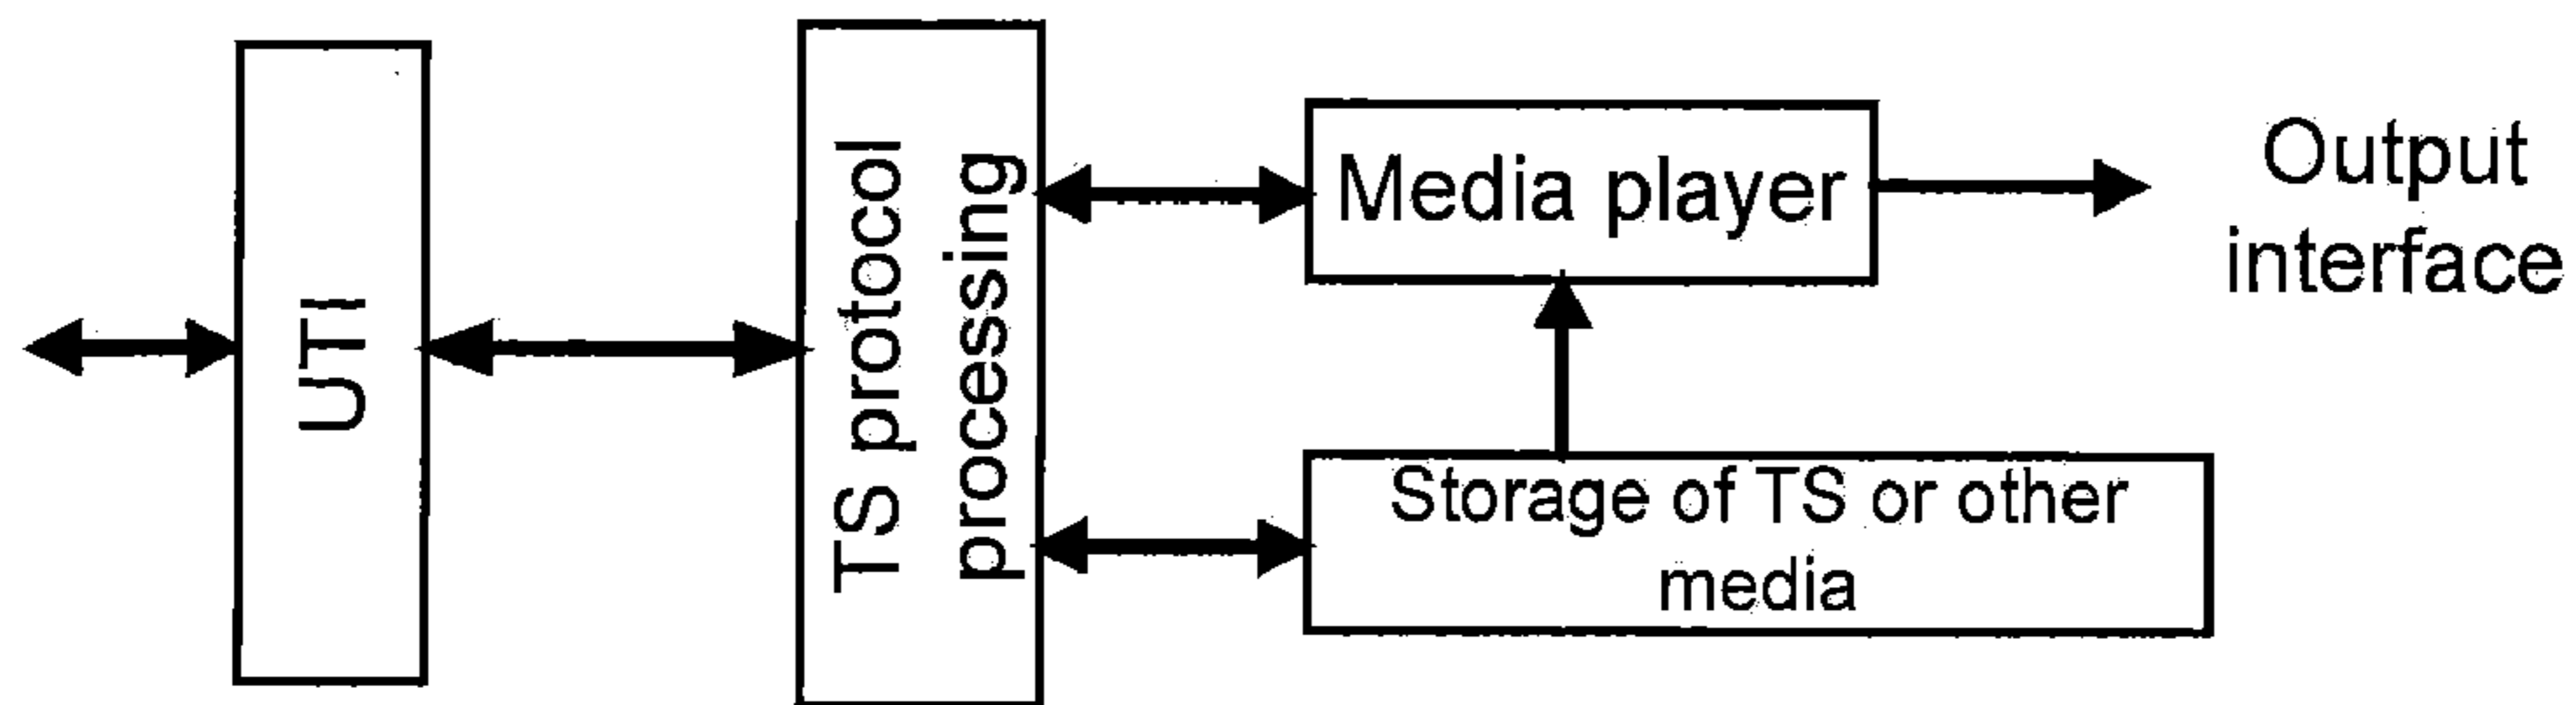 UTI
TS protocol
processing
Media player
Output
interface
Storage of TS or other
media